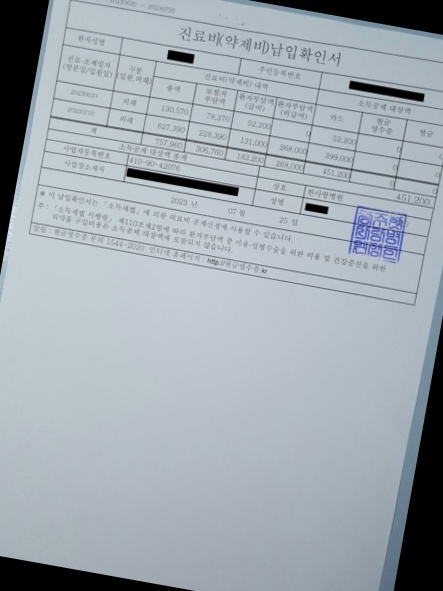 20230620 ~ 20230725
진료비(약제비)납입확인서
환자성명 주민등록번호
진료·조제일자 (방문일/입원일) 구분 (입원,외래) 진료비(약제비) 내역 소득공제 대상액
총액 보험자부담액 환자부담액(급여) 환자부담액(비급여) 카드 현금영수증 현금
20230620 외래 130,570 78,370 52,200 0 52,200 0 0
20230710 외래 627,390 228,390 131,000 268,000 399,000 0 0
계 757,960 306,760 183,200 268,000 451,200 0 0
소득공제 대상액 총계 451,200
사업자등록번호 410-90-42076 상호 한사랑병원
사업장소재지 성명
2023 년 07 월 25 일
※ 이 납입확인서는 「소득세법」에 의한 의료비 공제신청에 사용할 수 있습니다.
주 : 「소득세법 시행령」 제110조제2항에 따라 환자부담액 중 미용·성형수술을 위한 비용 및 건강증진을 위한
의약품 구입비용은 소득공제 대상액에 포함되지 않습니다.
알림 : 현금영수증 문의 1544-2020 인터넷 홈페이지 : http://현금영수증.kr